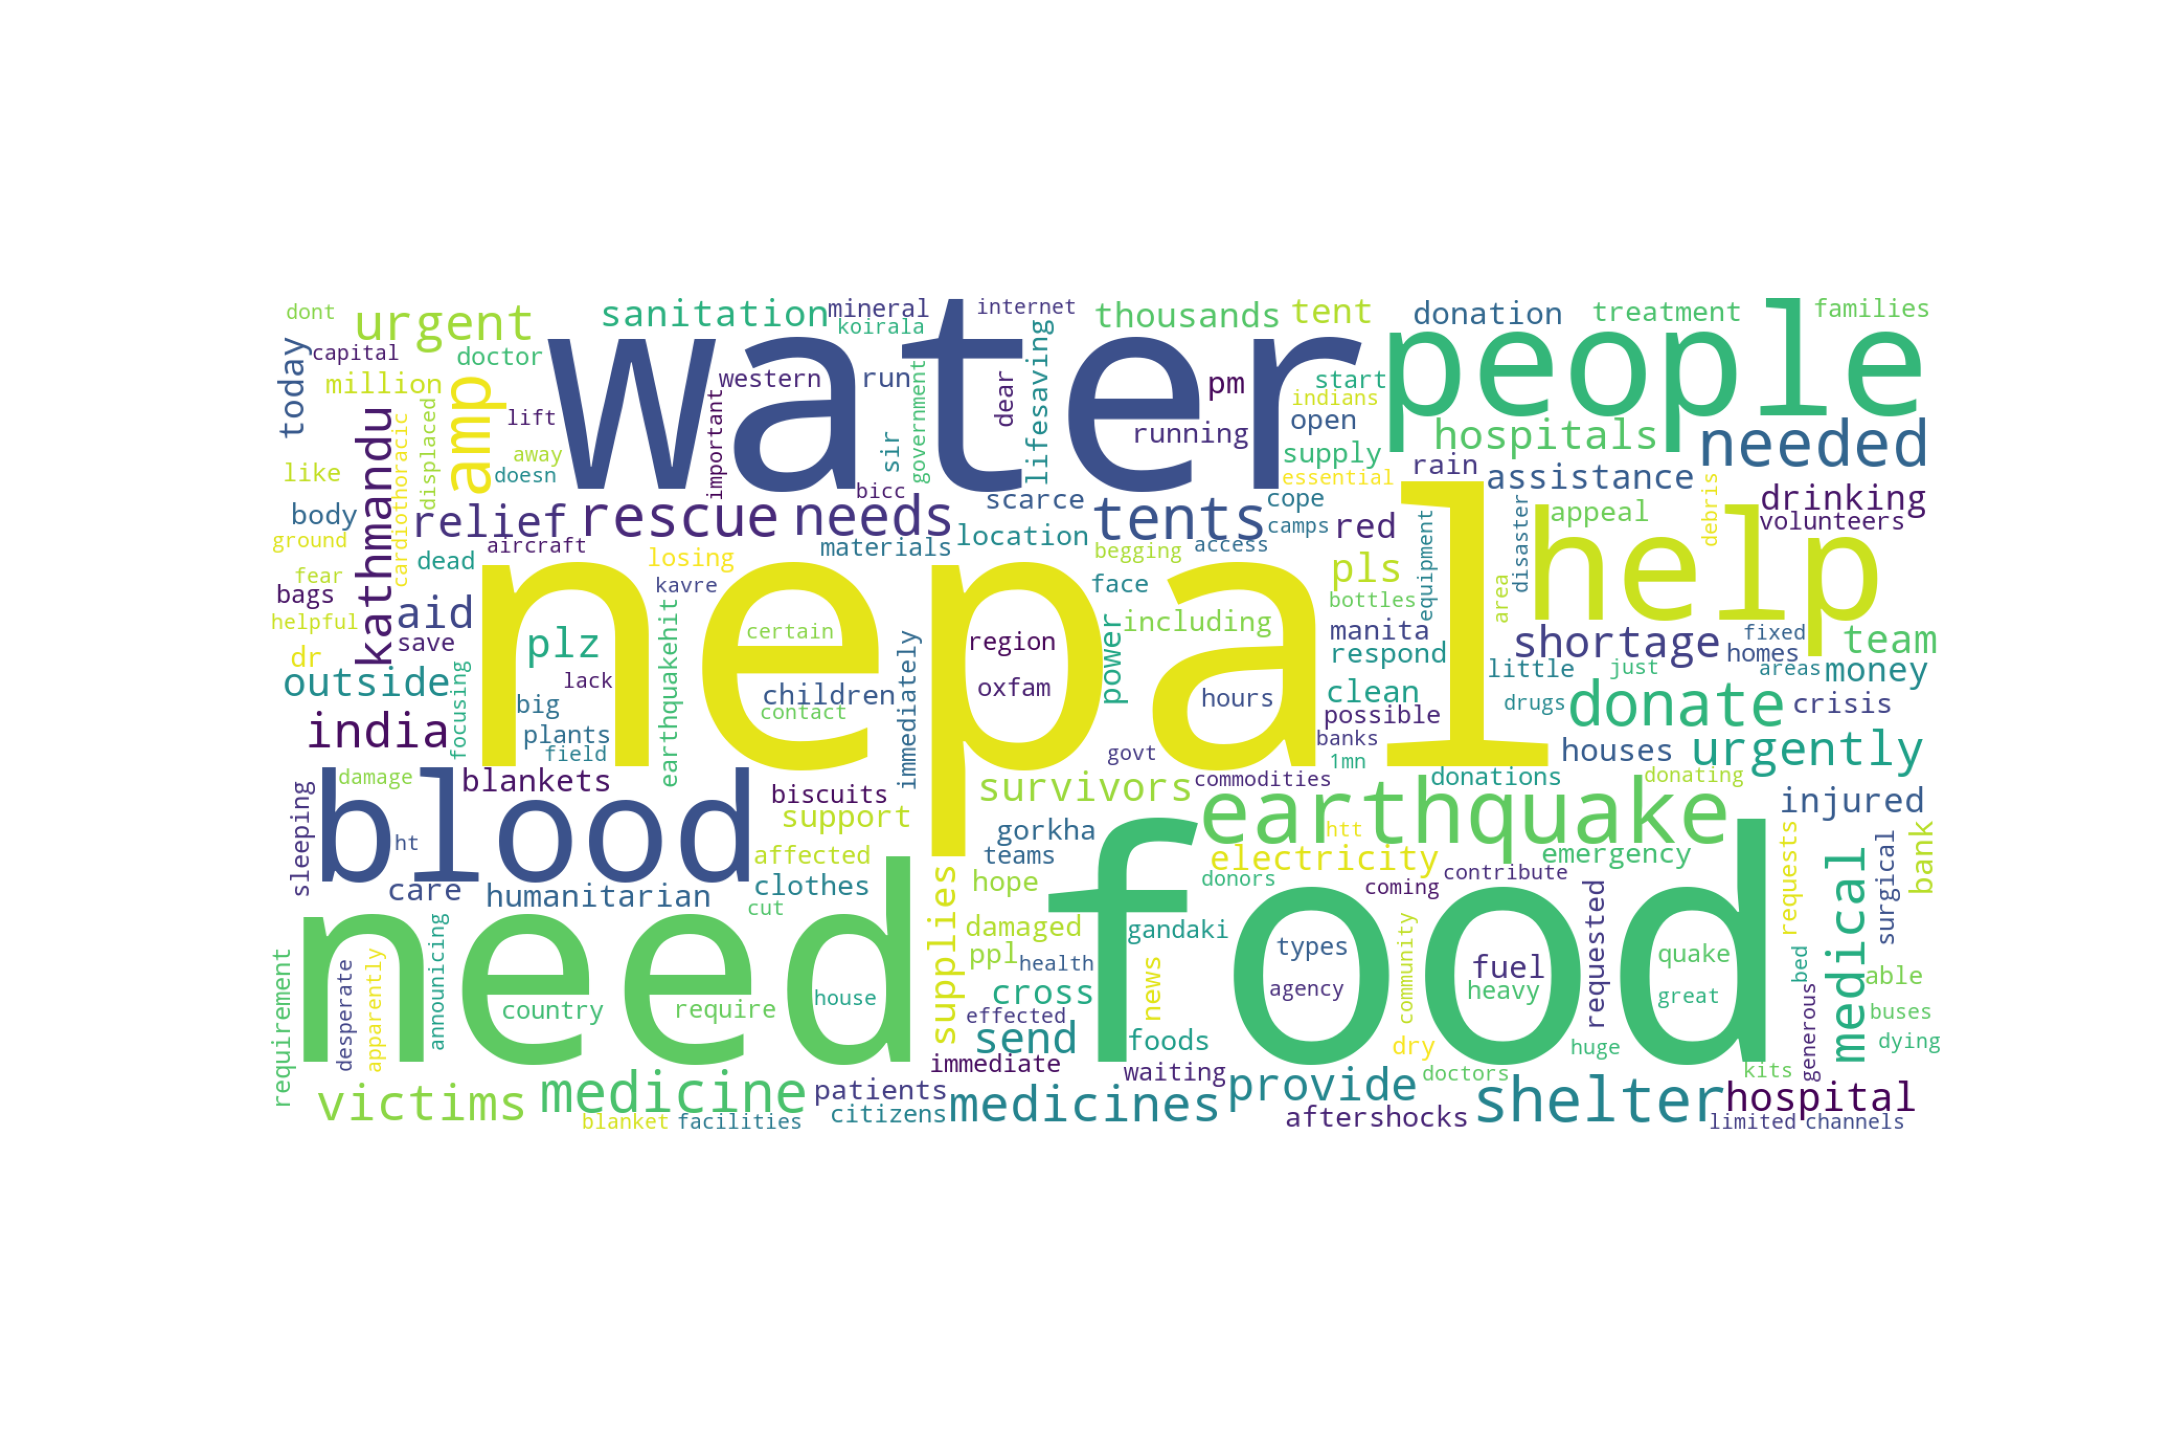 dont
urgent
sanitation
mineral
internet
thousands
tent
donation
treatment
families
capital
doctor
koirala
today
million
amp
water
western
run
government
dear
lifesaving
pm
start
indians
people
lift
important
sir
running
open
hospitals
needed
like
kathmandu
cardiothoracic
displaced
away
doesn
bicc
supply
essential
rain
assistance
drinking
body
relief
rescue
needs
scarce
tents
cope
camps
red
disaster
appeal
debris
volunteers
ground
dead
aircraft
losing
materials
location
begging
access
equipment
fear
bags
kavre
nepal
face
pls
bottles
area
help
helpful
aid
save
plz
earthquakehit
certain
immediately
region
power
including
manita
respond
shortage
fixed
homes
team
dr
outside
focusing
lack
big
children
contact
oxfam
hours
clean
possible
little
just
areas
money
drugs
donate
crisis
india
plants
field
govt
banks
1mn
houses
urgently
sleeping
damage
blankets
biscuits
support
survivors
commodities
donations
donating
blood
ht
gorkha
teams
earthquake
htt
electricity
emergency
injured
requests
surgical
bank
care
humanitarian
affected
clothes
cut
supplies
hope
donors
coming
contribute
food
medical
requirement
desperate
apparently
announicing
need
country
require
house
damaged
ppl
health
gandaki
news
types
agency
community
fuel
heavy
requested
quake
great
bed
able
cross
effected
send
foods
dry
huge
generous
buses
dying
victims
medicine
immediate
patients
citizens
waiting
medicines
provide
doctors
kits
blanket
facilities
aftershocks
shelter
hospital
limited
channels